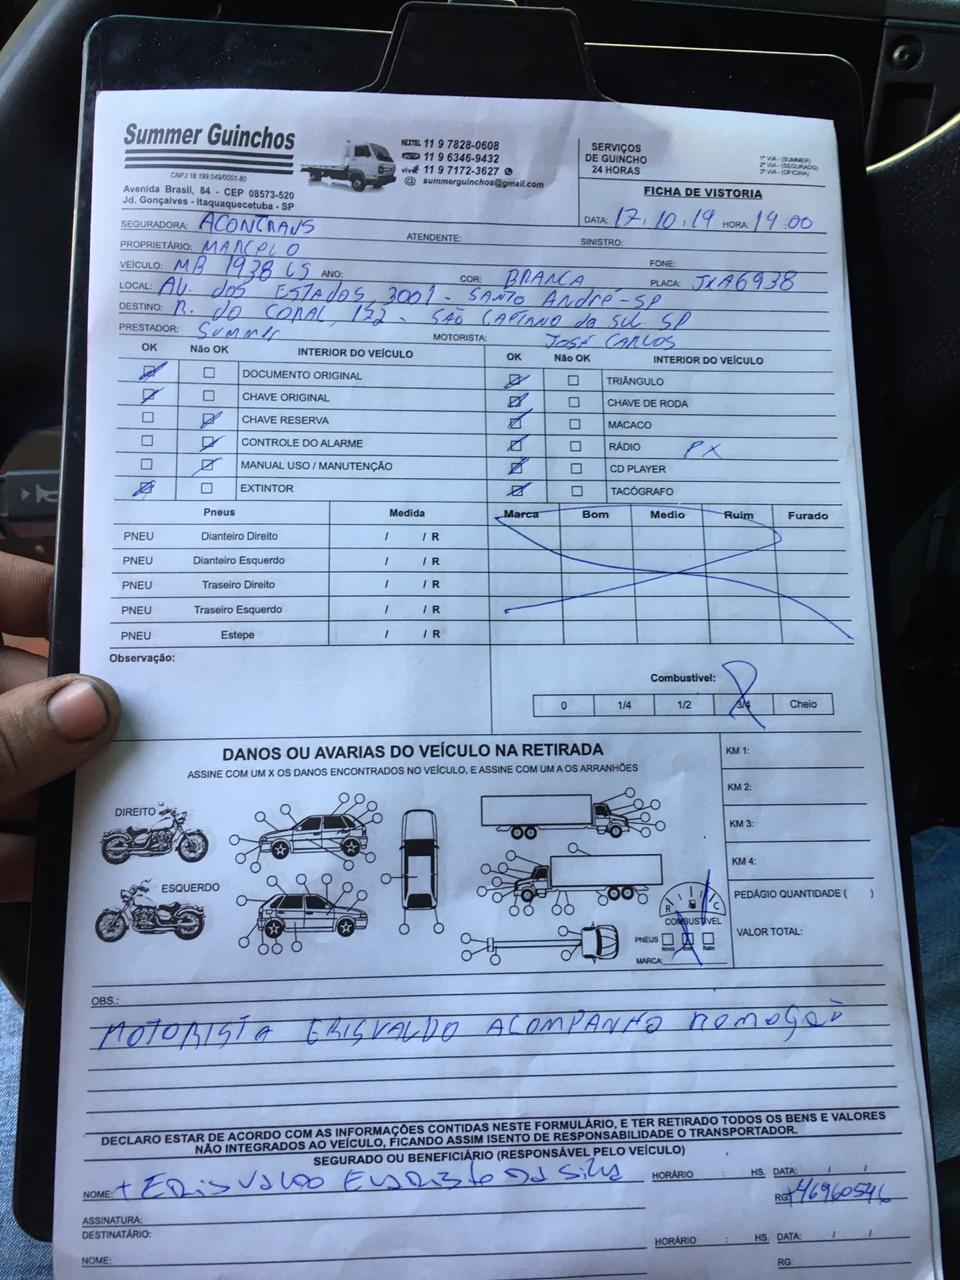 Summer Guinchos
CNPJ 18.199.049/0001-80
Avenida Brasil, 84 - CEP 08573-520
Jd. Gonçalves - Itaquaquecetuba - SP
NEXTEL 11 9 7828-0608
11 9 6346-9432
vivo 11 9 7172-3627
@ summerguinchos@gmail.com
SERVIÇOS
DE GUINCHO
24 HORAS
1ª VIA - (SUMMER)
2ª VIA - (SEGURADO)
3ª VIA - (OFICINA)
FICHA DE VISTORIA
DATA: 17.10.19 HORA: 19:00
SEGURADORA: ACONTRANS ATENDENTE: SINISTRO:
PROPRIETÁRIO: MARCELO FONE:
VEÍCULO: MB 1938 LS ANO: COR: BRANCA PLACA: JXA6938
LOCAL: AV. dos ESTADOS, 3001 - SANTO André-SP
DESTINO: R. do CORAL, 122 - SÃO CAETANO do SUL SP
PRESTADOR: SUMMER MOTORISTA: JOSÉ CARLOS
OK Não OK INTERIOR DO VEÍCULO OK Não OK INTERIOR DO VEÍCULO
DOCUMENTO ORIGINAL TRIÂNGULO
CHAVE ORIGINAL CHAVE DE RODA
CHAVE RESERVA MACACO
CONTROLE DO ALARME RÁDIO PX
MANUAL USO / MANUTENÇÃO CD PLAYER
EXTINTOR TACÓGRAFO
Pneus Medida Marca Bom Medio Ruim Furado
PNEU Dianteiro Direito / / R
PNEU Dianteiro Esquerdo / / R
PNEU Traseiro Direito / / R
PNEU Traseiro Esquerdo / / R
PNEU Estepe / / R
Observação:
Combustível:
0 1/4 1/2 3/4 Cheio
DANOS OU AVARIAS DO VEÍCULO NA RETIRADA
ASSINE COM UM X OS DANOS ENCONTRADOS NO VEÍCULO, E ASSINE COM UM A OS ARRANHÕES
KM 1:
KM 2:
KM 3:
KM 4:
PEDÁGIO QUANTIDADE ( )
VALOR TOTAL:
DIREITO
ESQUERDO
R C
COMBUSTÍVEL
PNEUS
MARCA:
OBS.:
MOTORISTA ERISVALDO ACOMPANHO REMOÇÃO
DECLARO ESTAR DE ACORDO COM AS INFORMAÇÕES CONTIDAS NESTE FORMULÁRIO, E TER RETIRADO TODOS OS BENS E VALORES
NÃO INTEGRADOS AO VEÍCULO, FICANDO ASSIM ISENTO DE RESPONSABILIDADE O TRANSPORTADOR.
SEGURADO OU BENEFICIÁRIO (RESPONSÁVEL PELO VEÍCULO)
NOME: x ERISVALDO EVARISTO DA SILVA HORÁRIO : HS. DATA: / /
RG: x46960546
ASSINATURA:
DESTINATÁRIO:
HORÁRIO : HS. DATA: / /
NOME: RG: